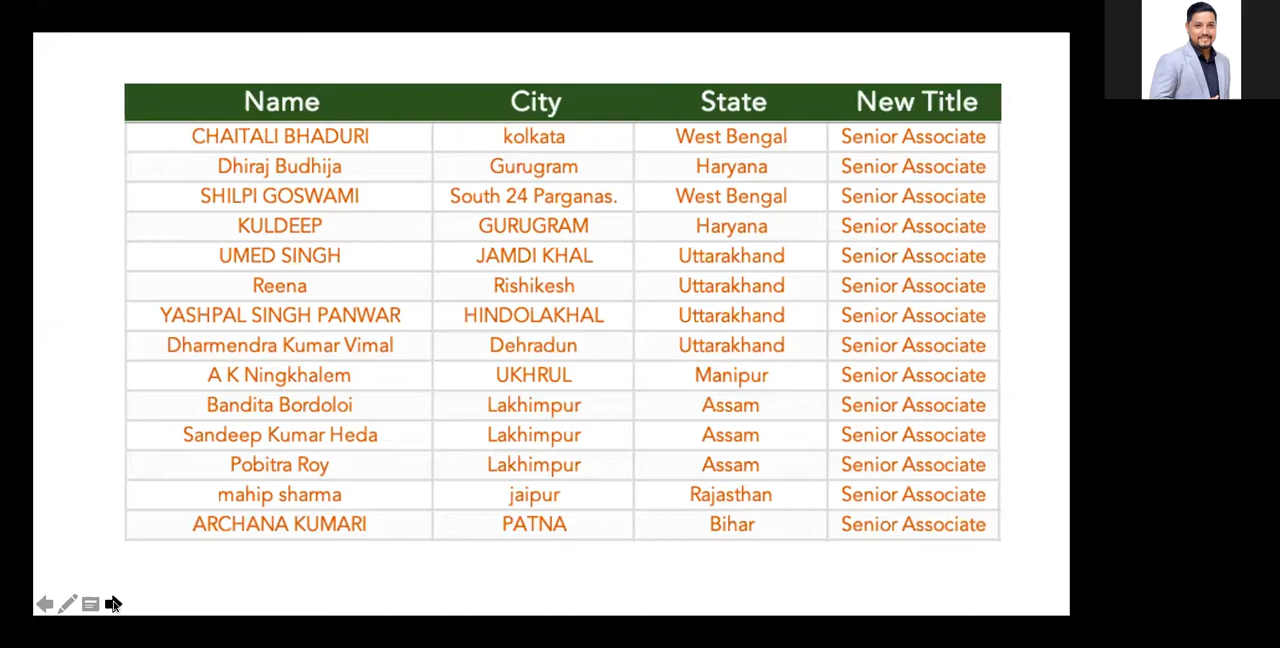 Name City State New Title
CHAITALI BHADURI kolkata West Bengal Senior Associate
Dhiraj Budhija Gurugram Haryana Senior Associate
SHILPI GOSWAMI South 24 Parganas. West Bengal Senior Associate
KULDEEP GURUGRAM Haryana Senior Associate
UMED SINGH JAMDI KHAL Uttarakhand Senior Associate
Reena Rishikesh Uttarakhand Senior Associate
YASHPAL SINGH PANWAR HINDOLAKHAL Uttarakhand Senior Associate
Dharmendra Kumar Vimal Dehradun Uttarakhand Senior Associate
A K Ningkhalem UKHRUL Manipur Senior Associate
Bandita Bordoloi Lakhimpur Assam Senior Associate
Sandeep Kumar Heda Lakhimpur Assam Senior Associate
Pobitra Roy Lakhimpur Assam Senior Associate
mahip sharma jaipur Rajasthan Senior Associate
ARCHANA KUMARI PATNA Bihar Senior Associate